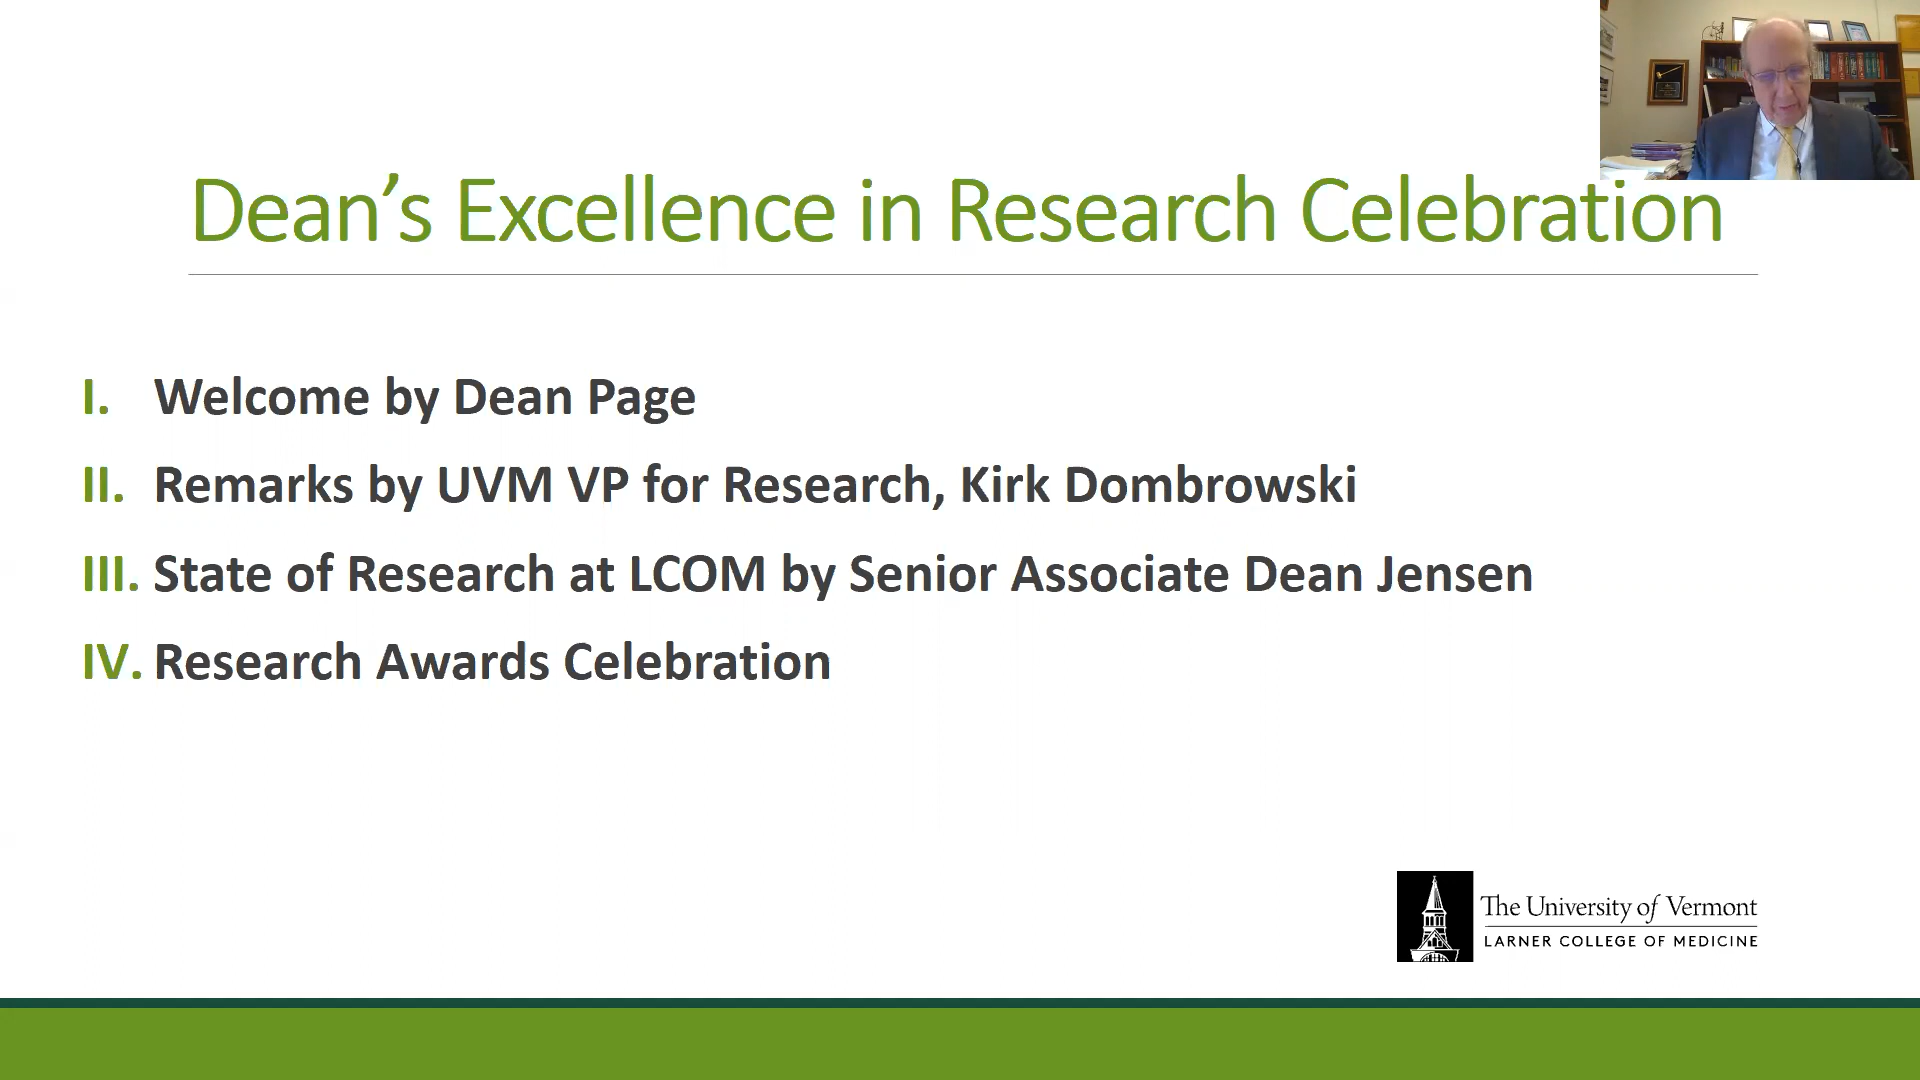 Dean’s Excellence in Research Celebration
I. Welcome by Dean Page
II. Remarks by UVM VP for Research, Kirk Dombrowski
III. State of Research at LCOM by Senior Associate Dean Jensen
IV. Research Awards Celebration
The University of Vermont
LARNER COLLEGE OF MEDICINE